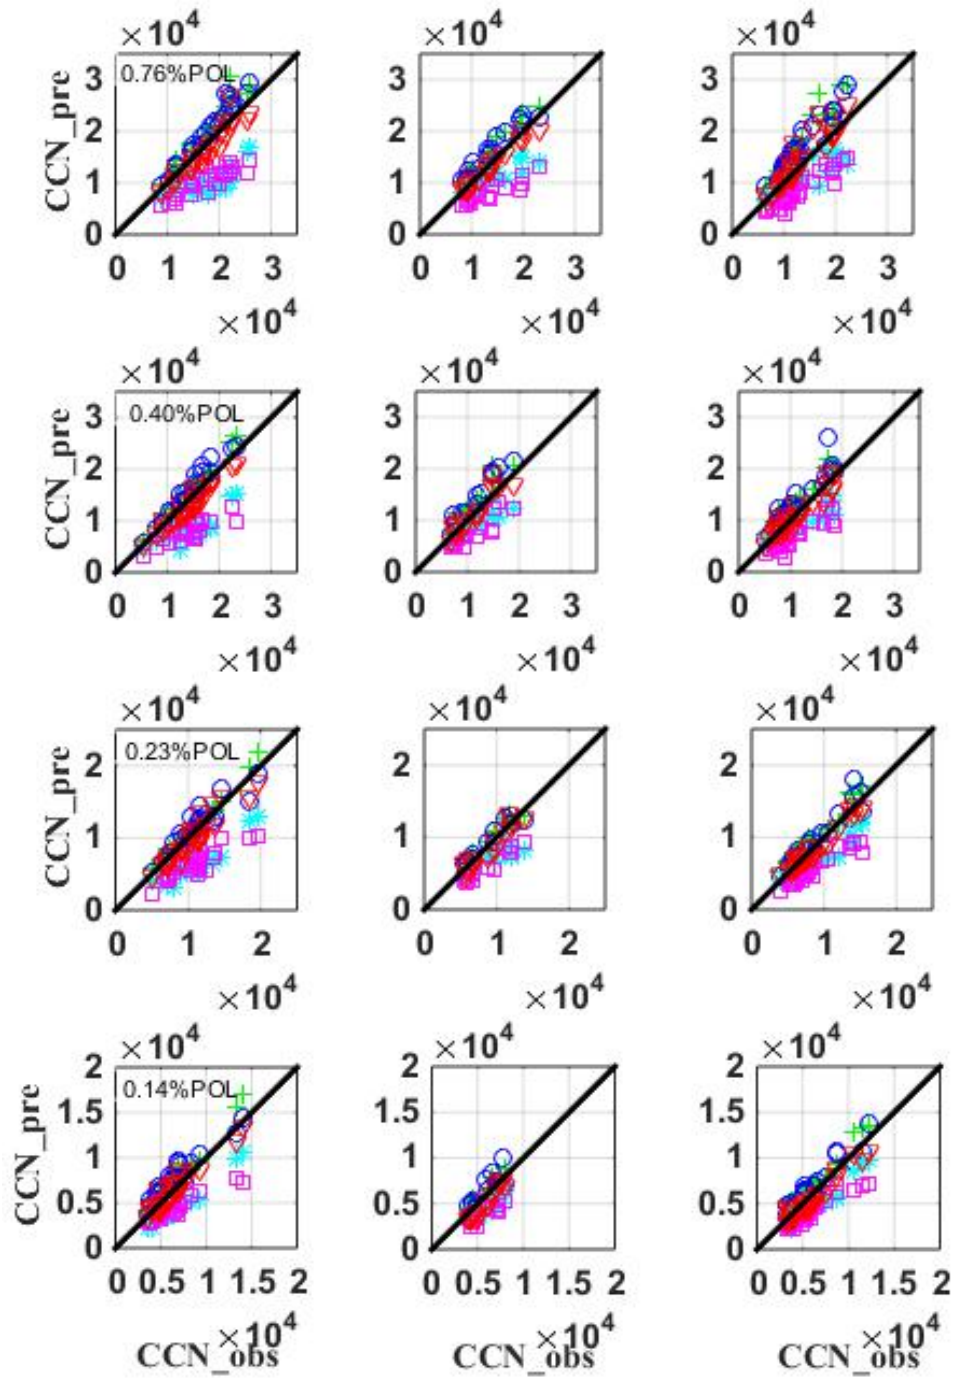 ×10⁴ ×10⁴ ×10⁴
CCN_pre 3 2 1 0 0.76%POL 3 2 1 0 3 2 1 0
0 1 2 3 0 1 2 3 0 1 2 3
×10⁴ ×10⁴ ×10⁴
×10⁴ ×10⁴ ×10⁴
CCN_pre 3 2 1 0 0.40%POL 3 2 1 0 3 2 1 0
0 1 2 3 0 1 2 3 0 1 2 3
×10⁴ ×10⁴ ×10⁴
×10⁴ ×10⁴ ×10⁴
CCN_pre 2 1 0 0.23%POL 2 1 0 2 1 0
0 1 2 0 1 2 0 1 2
×10⁴ ×10⁴ ×10⁴
×10⁴ ×10⁴ ×10⁴
CCN_pre 2 1.5 1 0.5 0 0.14%POL 2 1.5 1 0.5 0 2 1.5 1 0.5 0
0 0.5 1 1.5 2 0 0.5 1 1.5 2 0 0.5 1 1.5 2
×10⁴ ×10⁴ ×10⁴
CCN_obs CCN_obs CCN_obs